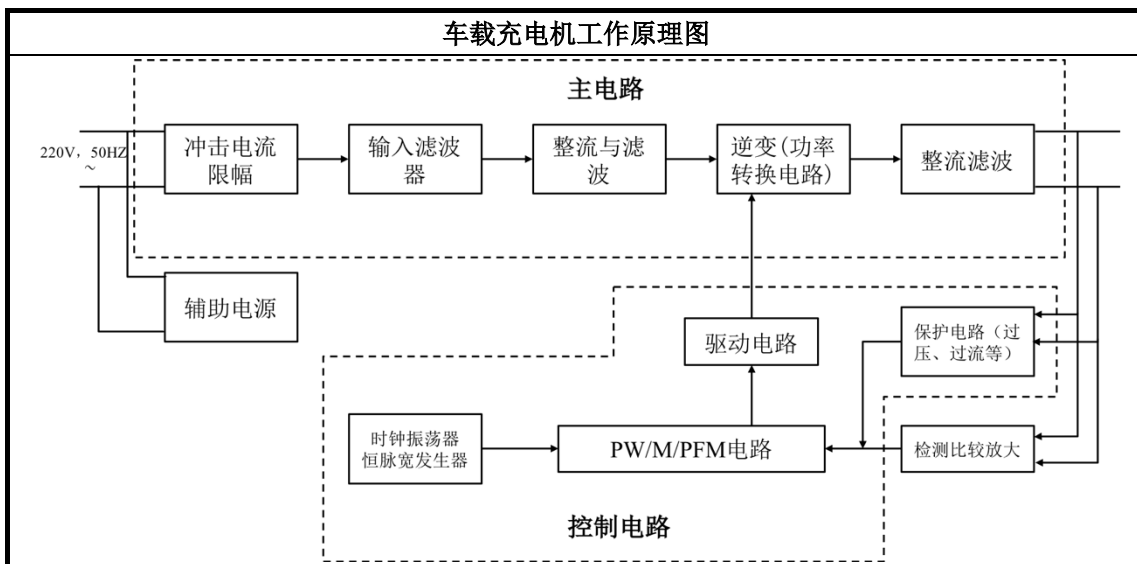 车载充电机工作原理图
主电路
220V，50HZ
～
冲击电流
限幅
输入滤波
器
整流与滤
波
逆变(功率
转换电路)
整流滤波
辅助电源
驱动电路
保护电路（过
压、过流等）
时钟振荡器
恒脉宽发生器
PW/M/PFM电路
检测比较放大
控制电路